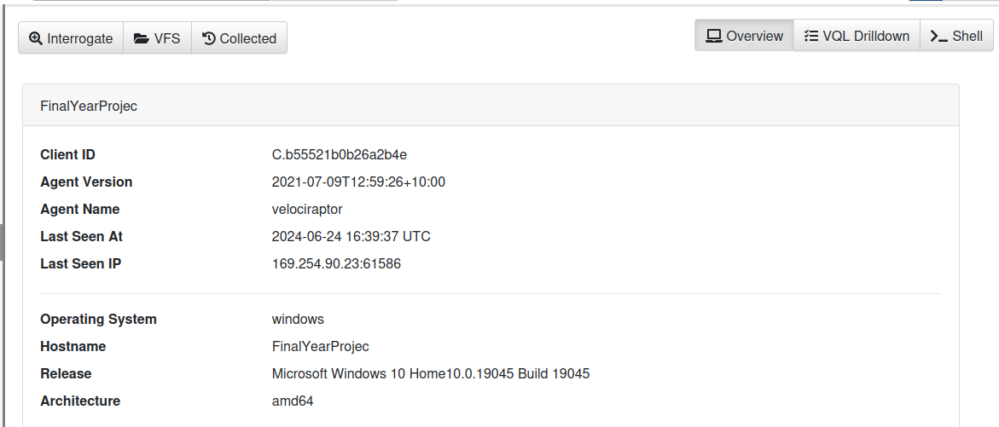 Interrogate VFS Collected Overview VQL Drilldown Shell
FinalYearProjec
Client ID C.b55521b0b26a2b4e
Agent Version 2021-07-09T12:59:26+10:00
Agent Name velociraptor
Last Seen At 2024-06-24 16:39:37 UTC
Last Seen IP 169.254.90.23:61586
Operating System windows
Hostname FinalYearProjec
Release Microsoft Windows 10 Home10.0.19045 Build 19045
Architecture amd64